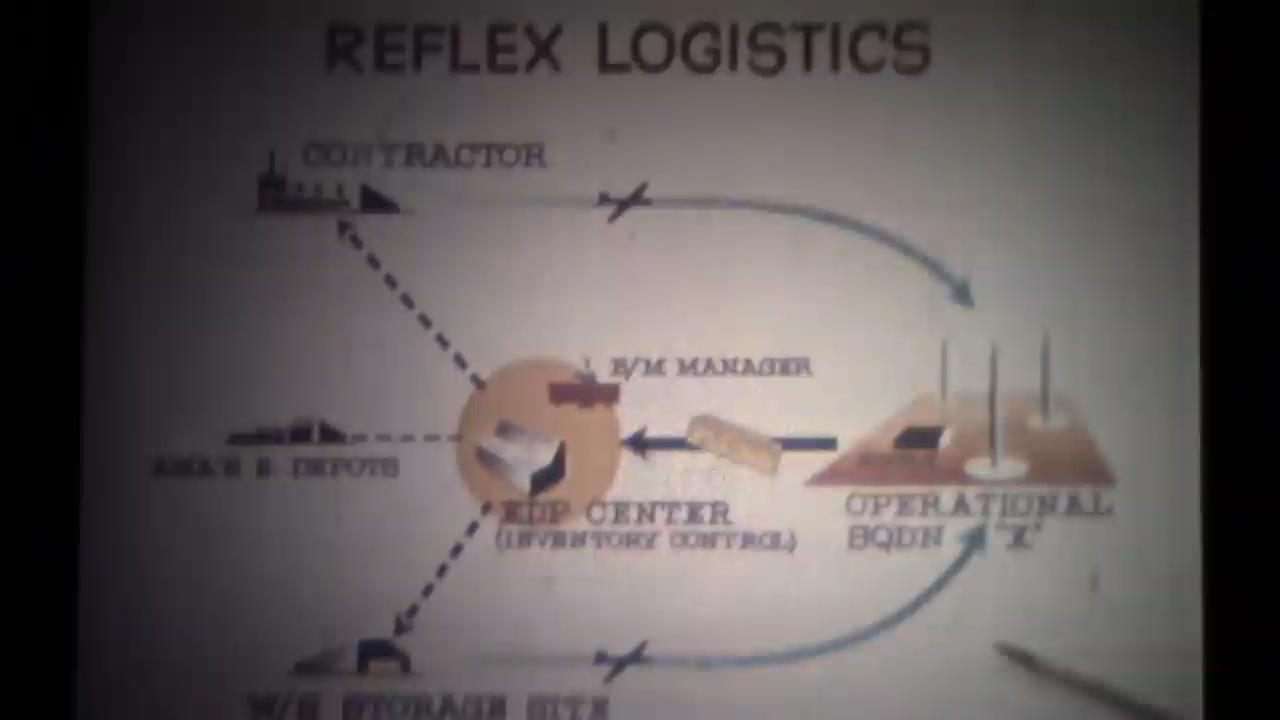 REFLEX LOGISTICS
CONTRACTOR
B/M MANAGER
AMA'S & DEPOTS
EDP CENTER
(INVENTORY CONTROL)
OPERATIONAL
SQDN "X"
W/S STORAGE SITE